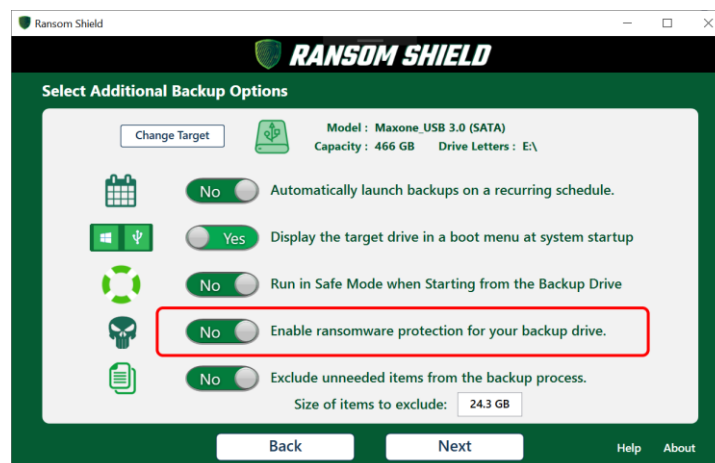 Ransom Shield
RANSOM SHIELD
Select Additional Backup Options
Change Target
Model : Maxone_USB 3.0 (SATA)
Capacity : 466 GB Drive Letters : E:\
No Automatically launch backups on a recurring schedule.
Yes Display the target drive in a boot menu at system startup
No Run in Safe Mode when Starting from the Backup Drive
No Enable ransomware protection for your backup drive.
No Exclude unneeded items from the backup process.
Size of items to exclude: 24.3 GB
Back Next Help About